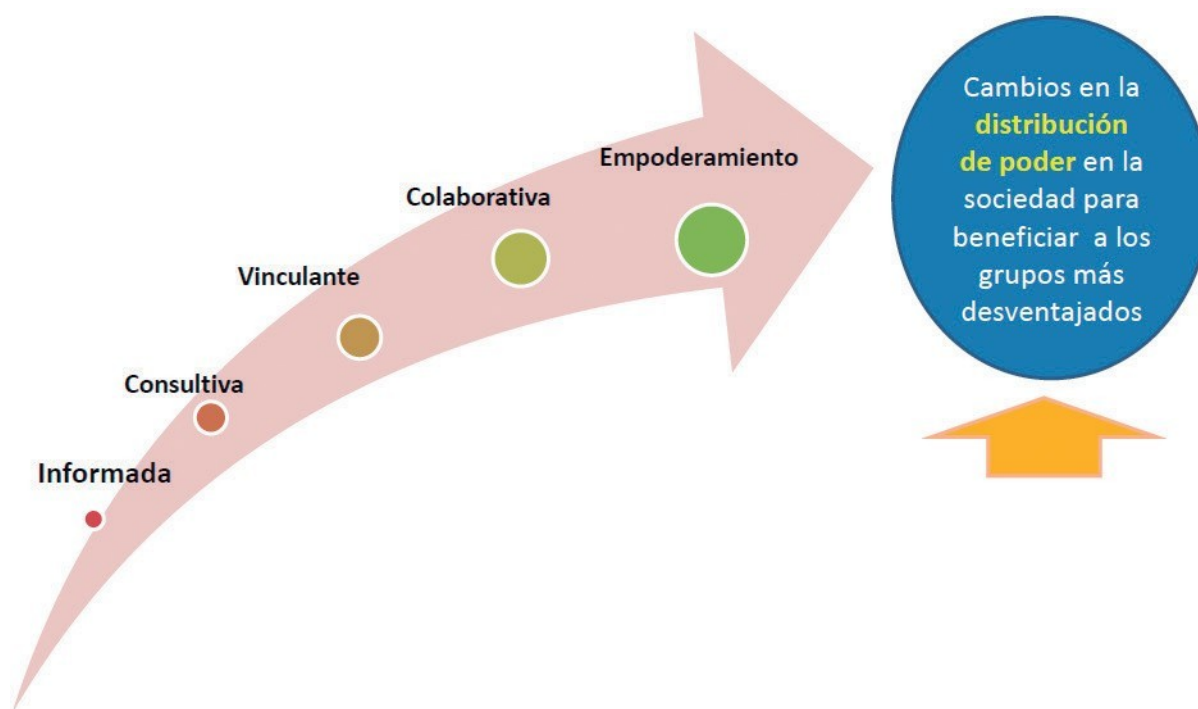 Informada
Consultiva
Vinculante
Colaborativa
Empoderamiento
Cambios en la
distribución
de poder en la
sociedad para
beneficiar a los
grupos más
desventajados